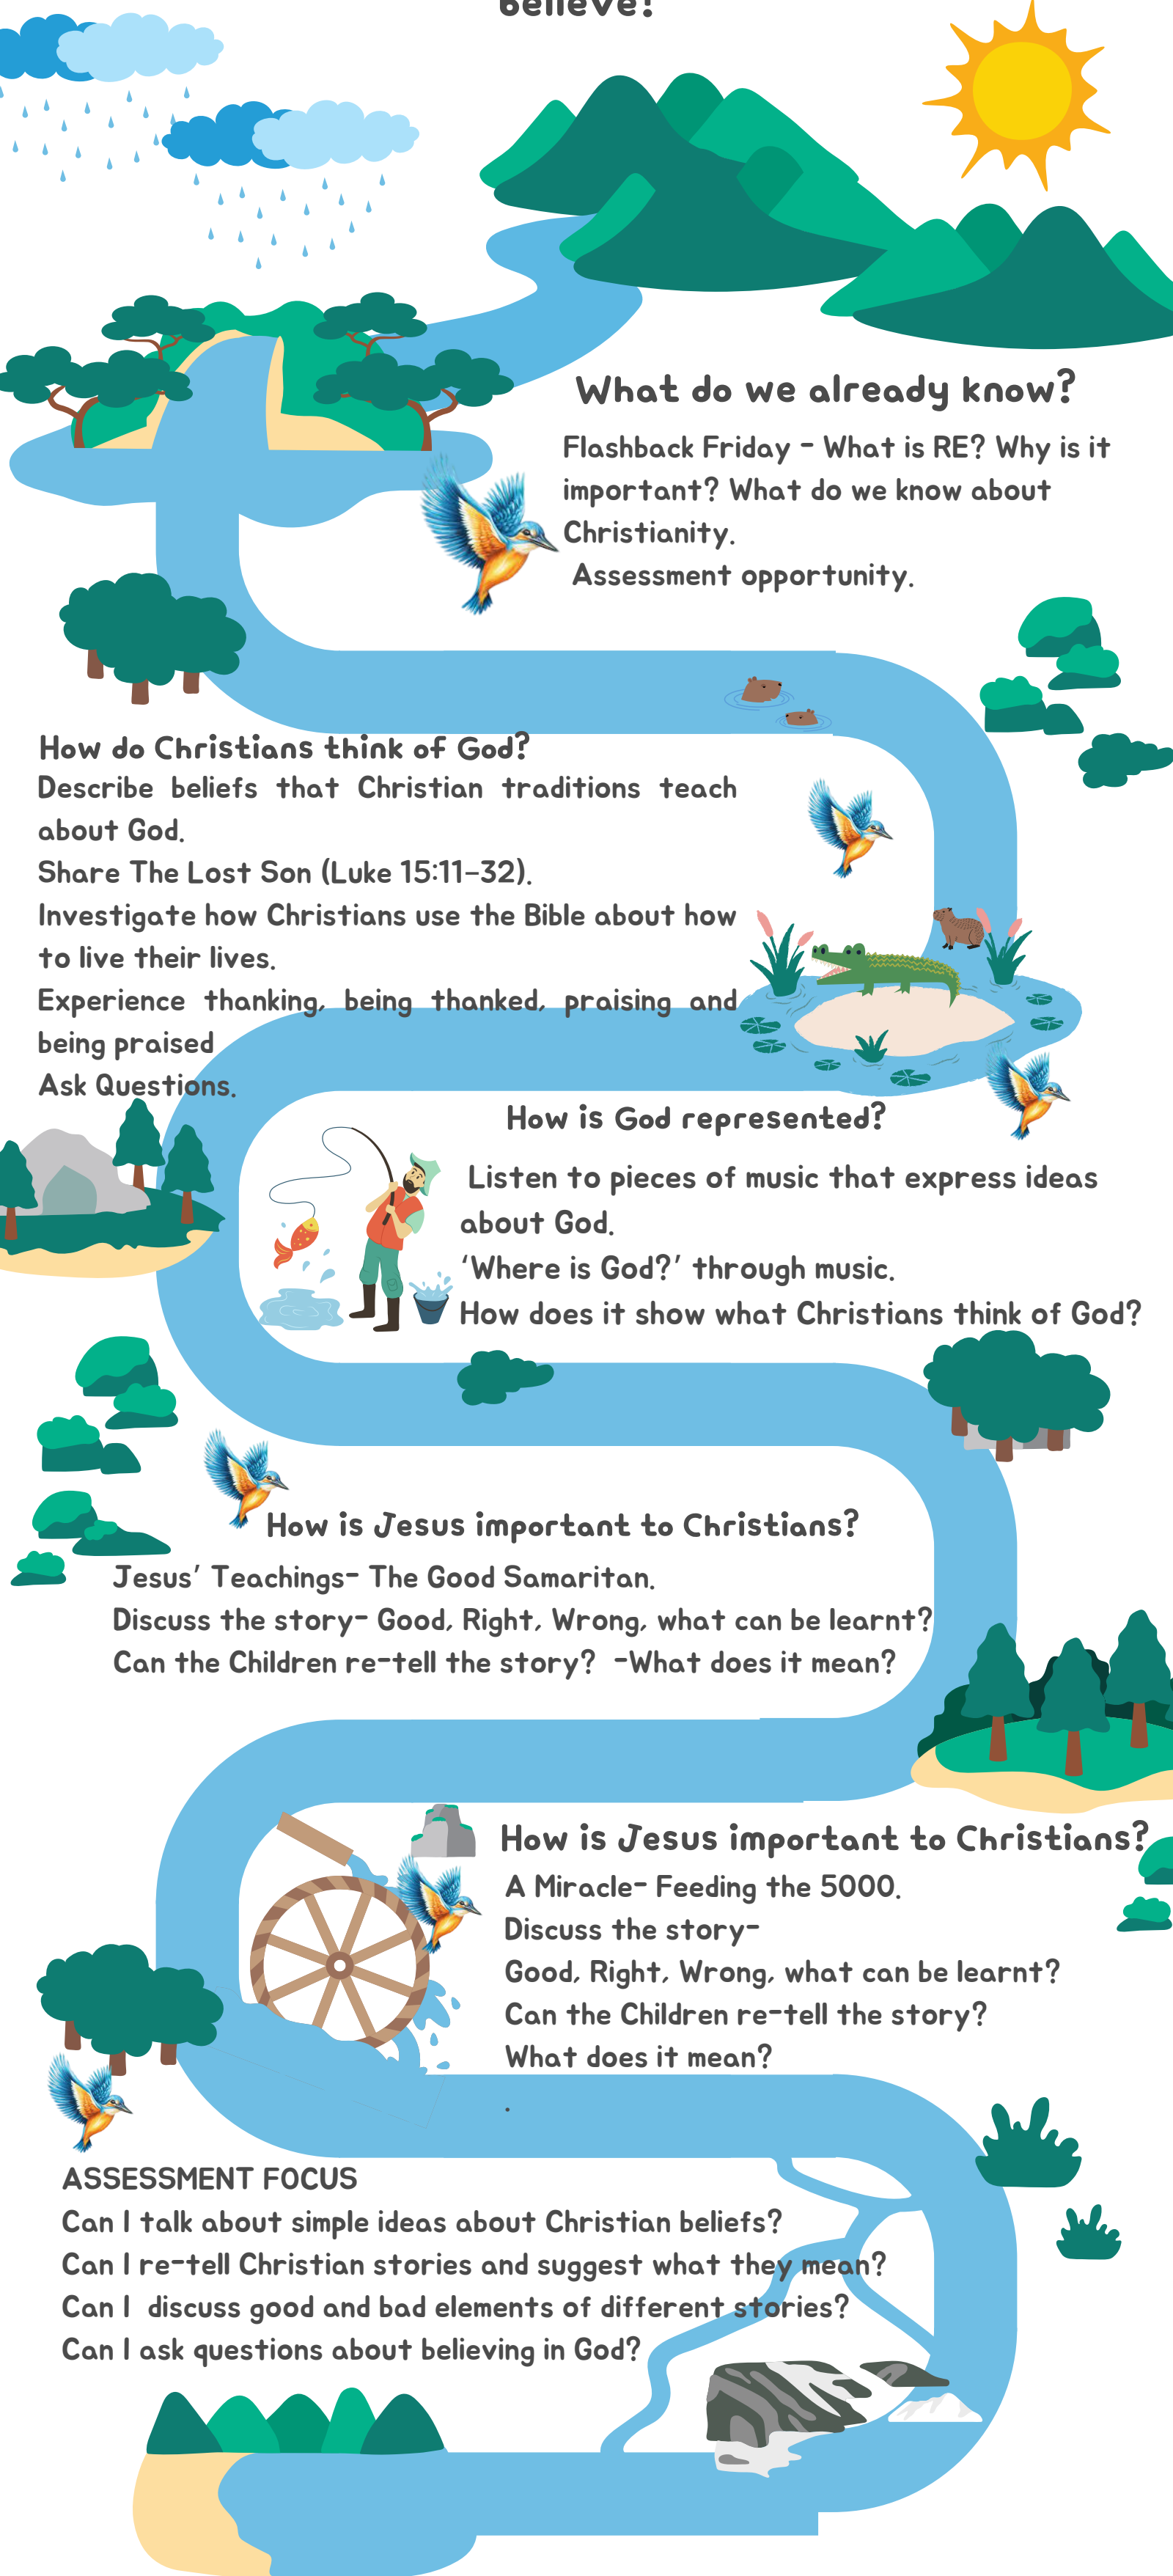 believe?
What do we already know?
Flashback Friday - What is RE? Why is it
important? What do we know about
Christianity.
Assessment opportunity.
How do Christians think of God?
Describe beliefs that Christian traditions teach
about God.
Share The Lost Son (Luke 15:11–32).
Investigate how Christians use the Bible about how
to live their lives.
Experience thanking, being thanked, praising and
being praised
Ask Questions.
How is God represented?
Listen to pieces of music that express ideas
about God.
‘Where is God?’ through music.
How does it show what Christians think of God?
How is Jesus important to Christians?
Jesus’ Teachings- The Good Samaritan.
Discuss the story- Good, Right, Wrong, what can be learnt?
Can the Children re-tell the story? -What does it mean?
How is Jesus important to Christians?
A Miracle- Feeding the 5000.
Discuss the story-
Good, Right, Wrong, what can be learnt?
Can the Children re-tell the story?
What does it mean?
.
ASSESSMENT FOCUS
Can I talk about simple ideas about Christian beliefs?
Can I re-tell Christian stories and suggest what they mean?
Can I discuss good and bad elements of different stories?
Can I ask questions about believing in God?